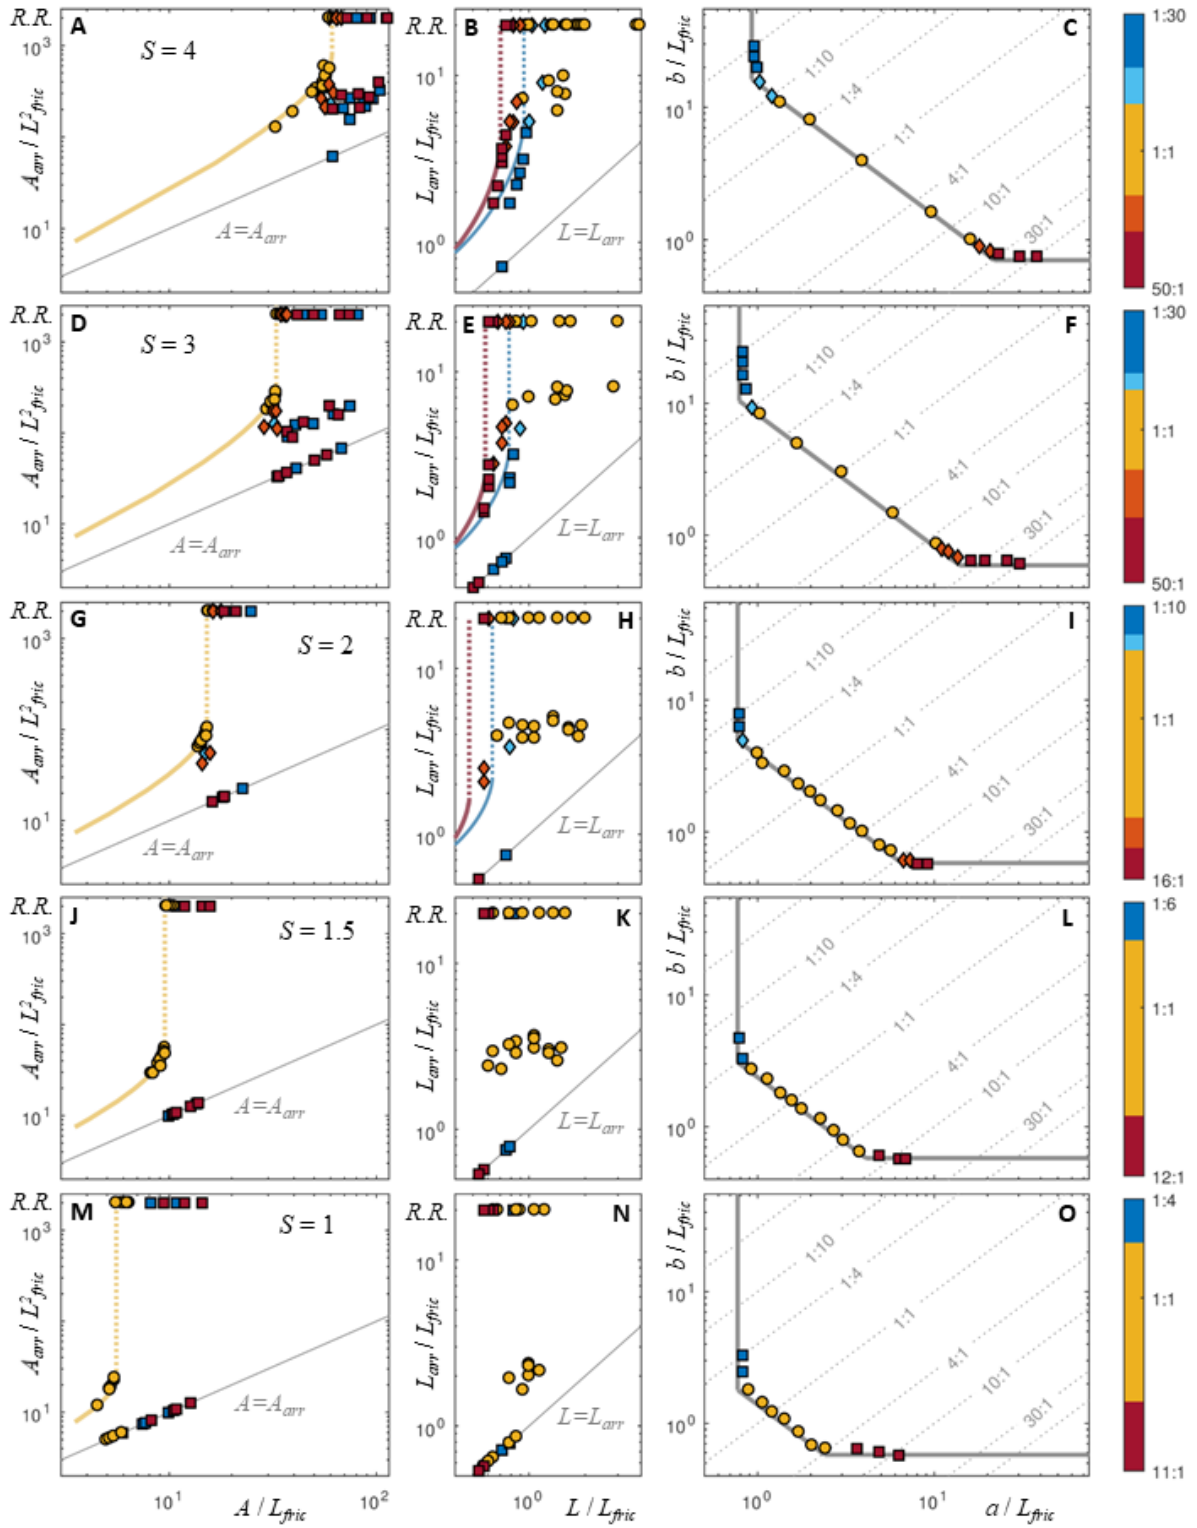 R.R. A S = 4 10³ 10¹ A_arr / L²_fric A=A_arr
R.R. B 10¹ 10⁰ L_arr / L_fric L=L_arr
C b / L_fric 10¹ 10⁰ 1:10 1:4 1:1 4:1 10:1 30:1
1:30 1:1 50:1
R.R. D S = 3 10³ 10¹ A_arr / L²_fric A=A_arr
R.R. E 10¹ 10⁰ L_arr / L_fric L=L_arr
F b / L_fric 10¹ 10⁰ 1:10 1:4 1:1 4:1 10:1 30:1
1:30 1:1 50:1
R.R. G S = 2 10³ 10¹ A_arr / L²_fric A=A_arr
R.R. H 10¹ 10⁰ L_arr / L_fric L=L_arr
I b / L_fric 10¹ 10⁰ 1:10 1:4 1:1 4:1 10:1 30:1
1:10 1:1 16:1
R.R. J S = 1.5 10³ 10¹ A_arr / L²_fric A=A_arr
R.R. K 10¹ 10⁰ L_arr / L_fric L=L_arr
L b / L_fric 10¹ 10⁰ 1:10 1:4 1:1 4:1 10:1 30:1
1:6 1:1 12:1
R.R. M S = 1 10³ 10¹ A_arr / L²_fric A=A_arr
R.R. N 10¹ 10⁰ L_arr / L_fric L=L_arr
O b / L_fric 10¹ 10⁰ 1:10 1:4 1:1 4:1 10:1 30:1
1:4 1:1 11:1
10¹ A / L_fric 10² 10⁰ L / L_fric 10⁰ 10¹ a / L_fric